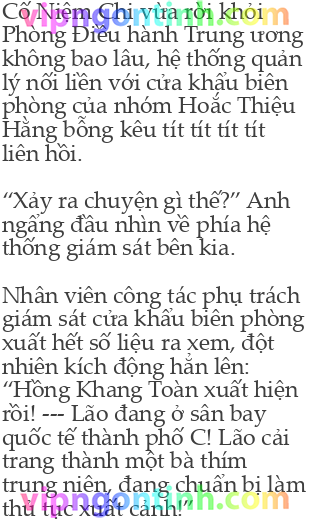 Cố Niệm Chi vừa rời khỏi
Phòng Điều hành Trung ương
không bao lâu, hệ thống quản
lý nối liền với cửa khẩu biên
phòng của nhóm Hoắc Thiệu
Hằng bỗng kêu tít tít tít tít
liên hồi.
“Xảy ra chuyện gì thế?” Anh
ngẩng đầu nhìn về phía hệ
thống giám sát bên kia.
Nhân viên công tác phụ trách
giám sát cửa khẩu biên phòng
xuất hết số liệu ra xem, đột
nhiên kích động hẳn lên:
“Hồng Khang Toàn xuất hiện
rồi! --- Lão đang ở sân bay
quốc tế thành phố C! Lão cải
trang thành một bà thím
trung niên, đang chuẩn bị làm
thủ tục xuất cảnh!”
vipngontinh.com
vipngontinh.com